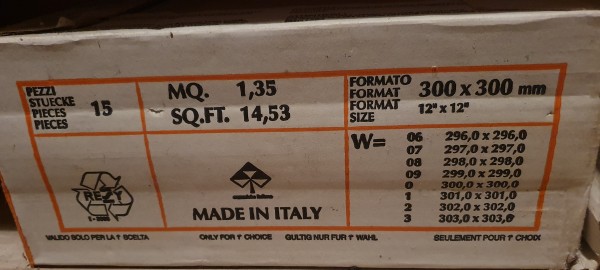 PEZZI
STUECKE
PIECES
PIECES
15
MQ. 1,35
SQ.FT. 14,53
FORMATO
FORMAT
FORMAT
SIZE
300 x 300 mm
12" x 12"
W=
06 296,0 x 296,0
07 297,0 x 297,0
08 298,0 x 298,0
09 299,0 x 299,0
0 300,0 x 300,0
1 301,0 x 301,0
2 302,0 x 302,0
3 303,0 x 303,0
REZY
MADE IN ITALY
VALIDO SOLO PER LA 1ª SCELTA
ONLY FOR 1ª CHOICE
GULTIG NUR FUR 1ª WAHL
SEULEMENT POUR 1ª CHOIX